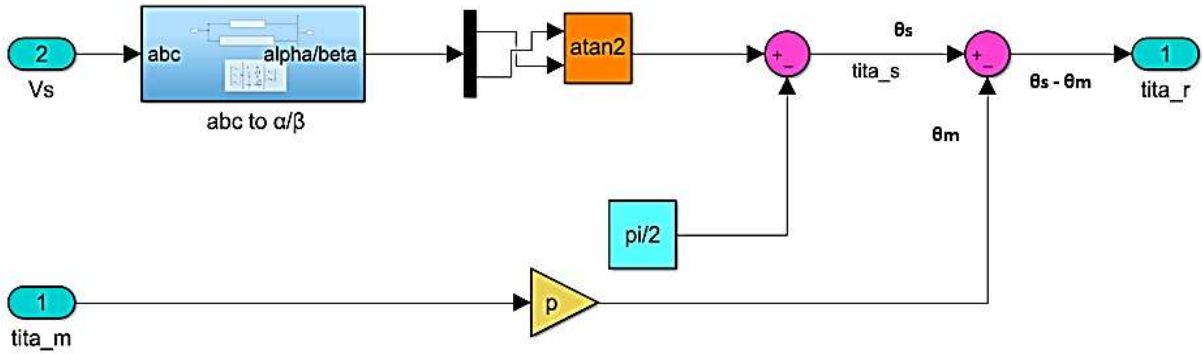 2
Vs
abc
alpha/beta
abc to α/β
atan2
+
−
θs
tita_s
+
−
θs - θm
1
tita_r
θm
pi/2
1
tita_m
p